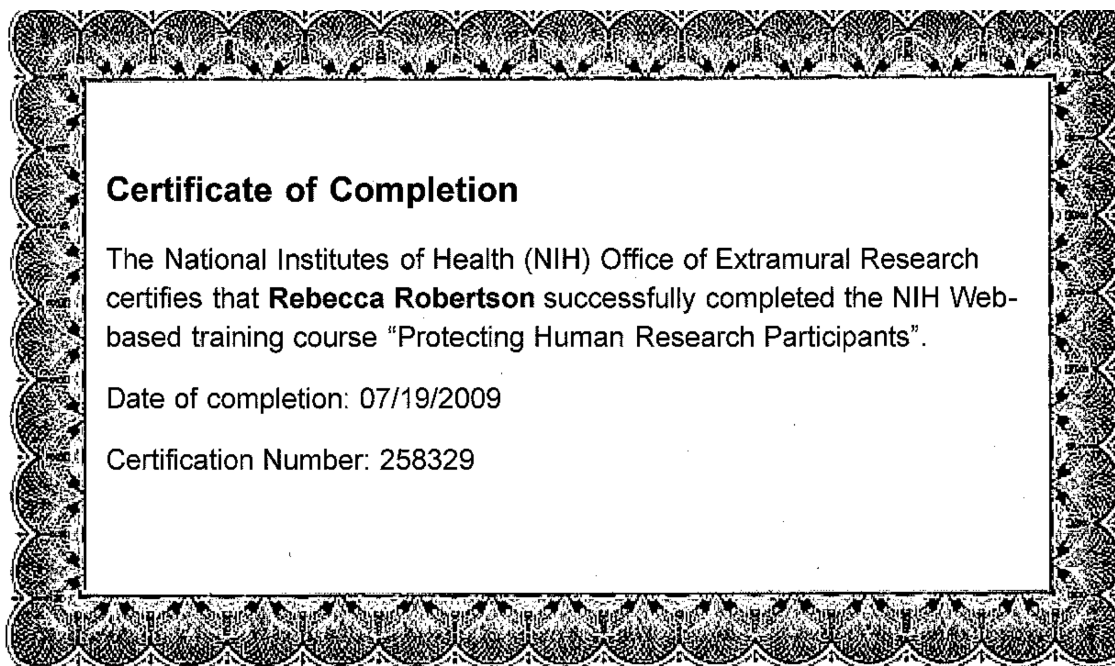 Certificate of Completion
The National Institutes of Health (NIH) Office of Extramural Research
certifies that Rebecca Robertson successfully completed the NIH Web-
based training course “Protecting Human Research Participants”.
Date of completion: 07/19/2009
Certification Number: 258329